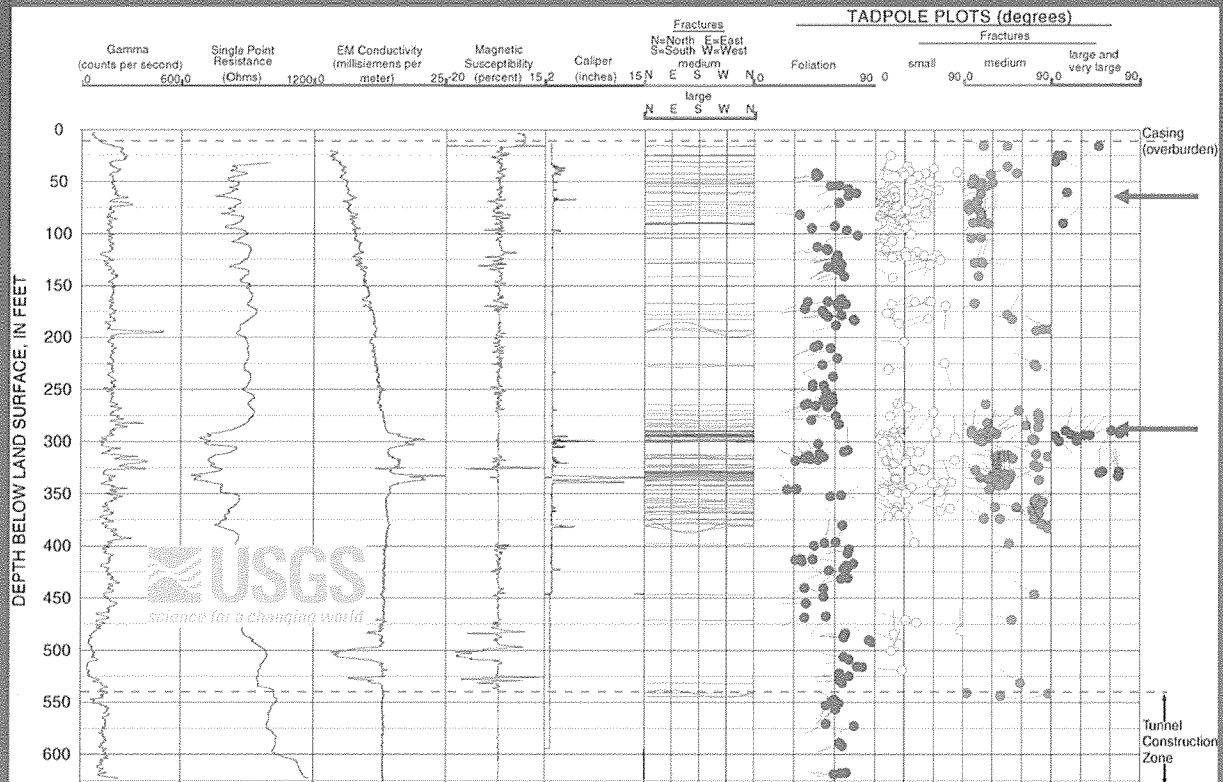 TADPOLE PLOTS (degrees)
Fractures
N=North E=East
S=South W=West
medium
N E S W N
large
N E S W N
Gamma
(counts per second)
0 600
Single Point
Resistance
(Ohms)
0 1200
EM Conductivity
(millisiemens per
meter)
0 25
Magnetic
Susceptibility
(percent)
-20 15
Caliper
(inches)
2 15
Foliation
0 90
Fractures
small
0 90
medium
0 90
large and
very large
0 90
DEPTH BELOW LAND SURFACE, IN FEET
0
50
100
150
200
250
300
350
400
450
500
550
600
Casing
(overburden)
USGS
science for a changing world
Tunnel
Construction
Zone